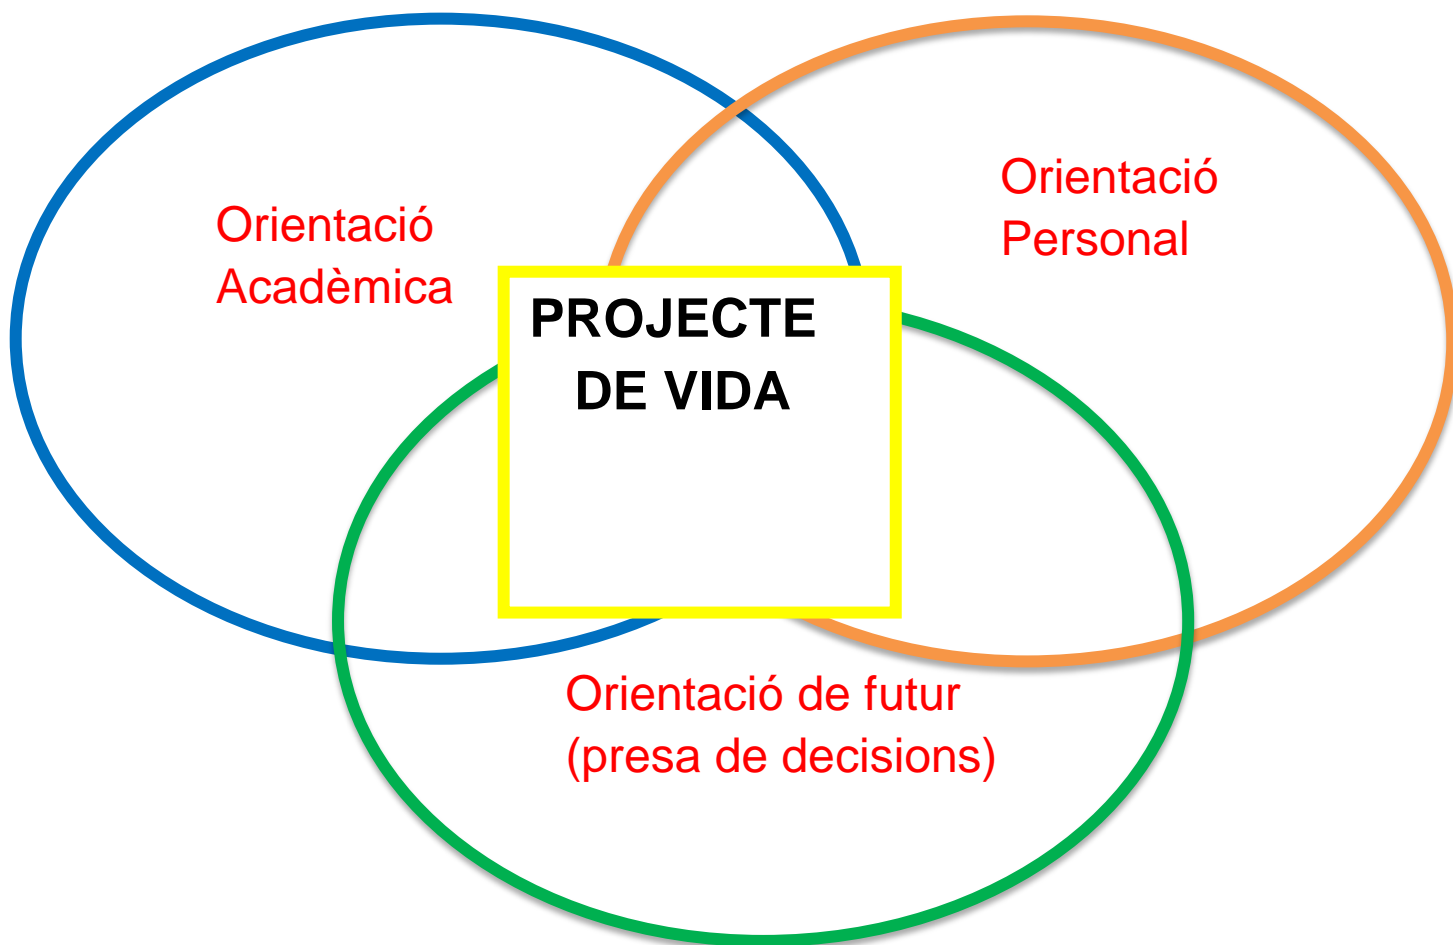 Orientació
Acadèmica
Orientació
Personal
PROJECTE
DE VIDA
Orientació de futur
(presa de decisions)